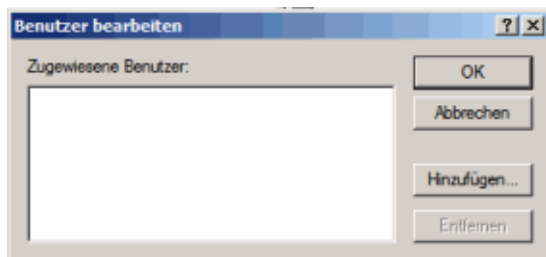 Benutzer bearbeiten
Zugewiesene Benutzer:
OK
Abbrechen
Hinzufügen...
Entfernen